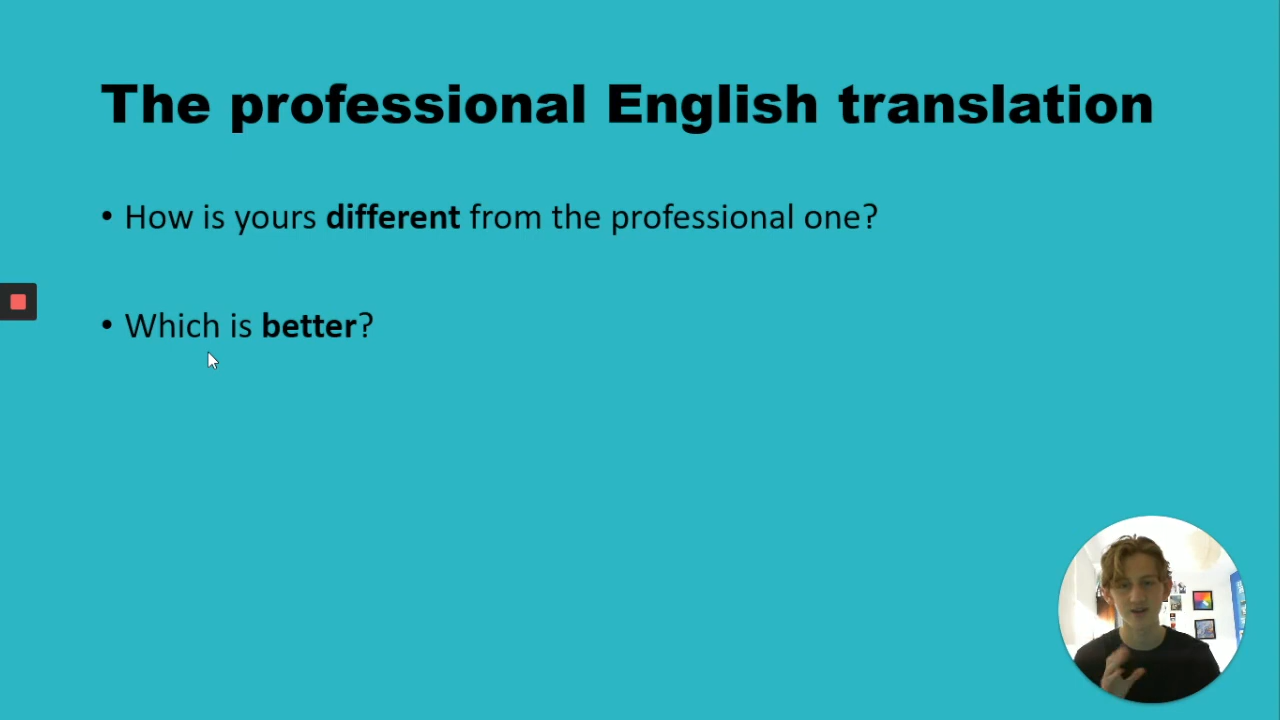 The professional English translation
• How is yours different from the professional one?
• Which is better?